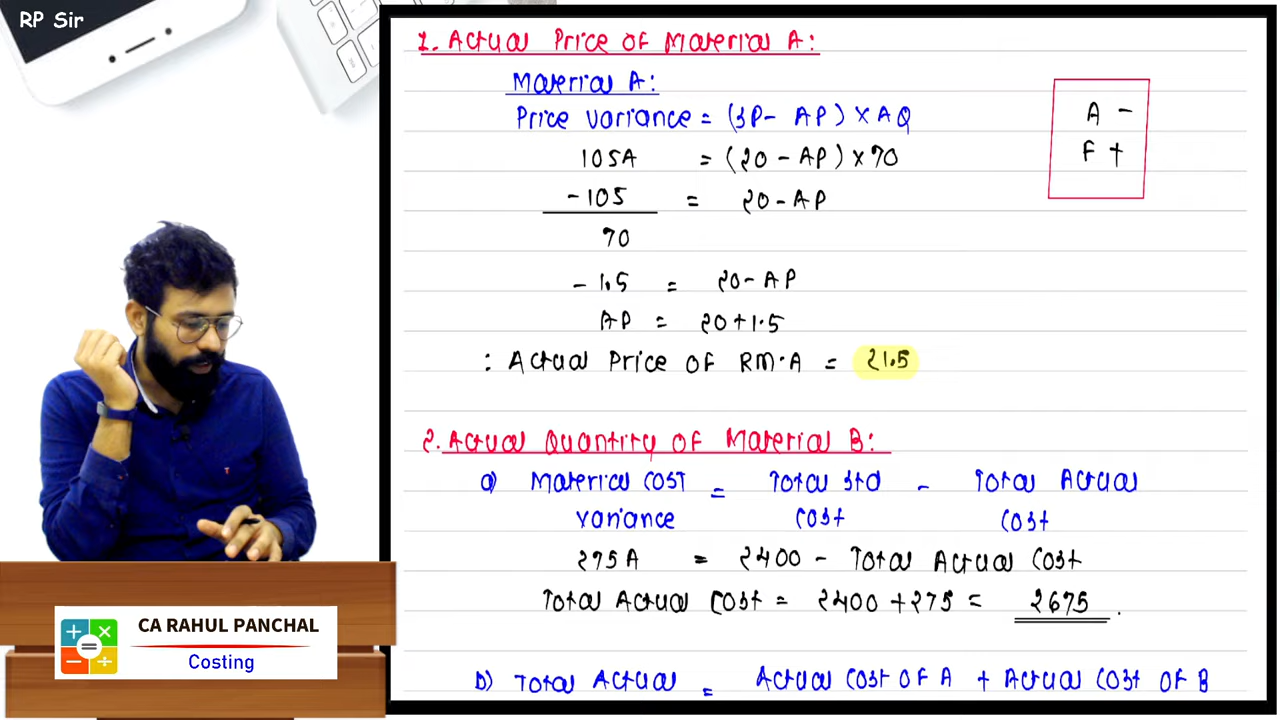 RP Sir
1. Actual Price of Material A:
Material A:
Price variance = (SP - AP) × AQ
105A = (20 - AP) × 70
-105 = 20 - AP
70
- 1.5 = 20 - AP
AP = 20 + 1.5
: Actual Price of RM.A = 21.5
A -
F +
2. Actual Quantity of Material B:
a) Material Cost = Total Std - Total Actual
variance Cost Cost
275A = 2400 - Total Actual Cost
Total Actual Cost = 2400 + 275 = 2675.
b) Total Actual = Actual Cost of A + Actual Cost of B
CA RAHUL PANCHAL
Costing